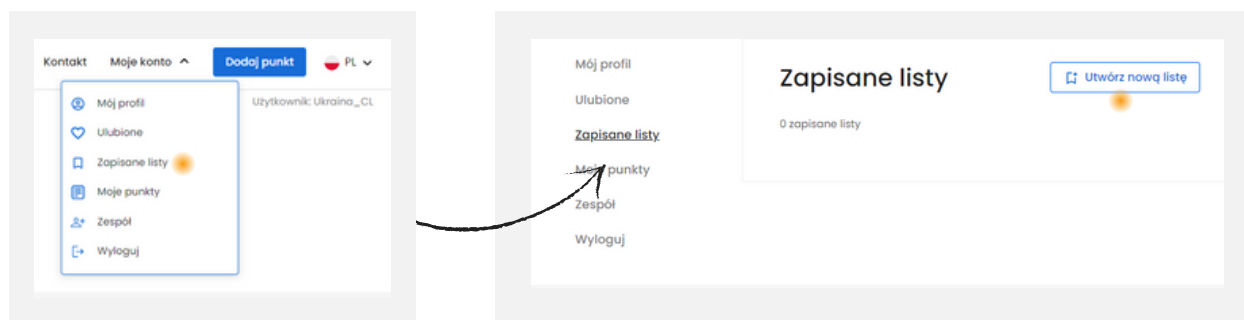 Kontakt Moje konto Dodaj punkt PL
Użytkownik: Ukraina_CL
Mój profil
Ulubione
Zapisane listy
Moje punkty
Zespół
Wyloguj
Mój profil
Ulubione
Zapisane listy
Moje punkty
Zespół
Wyloguj
Zapisane listy
Utwórz nową listę
0 zapisane listy